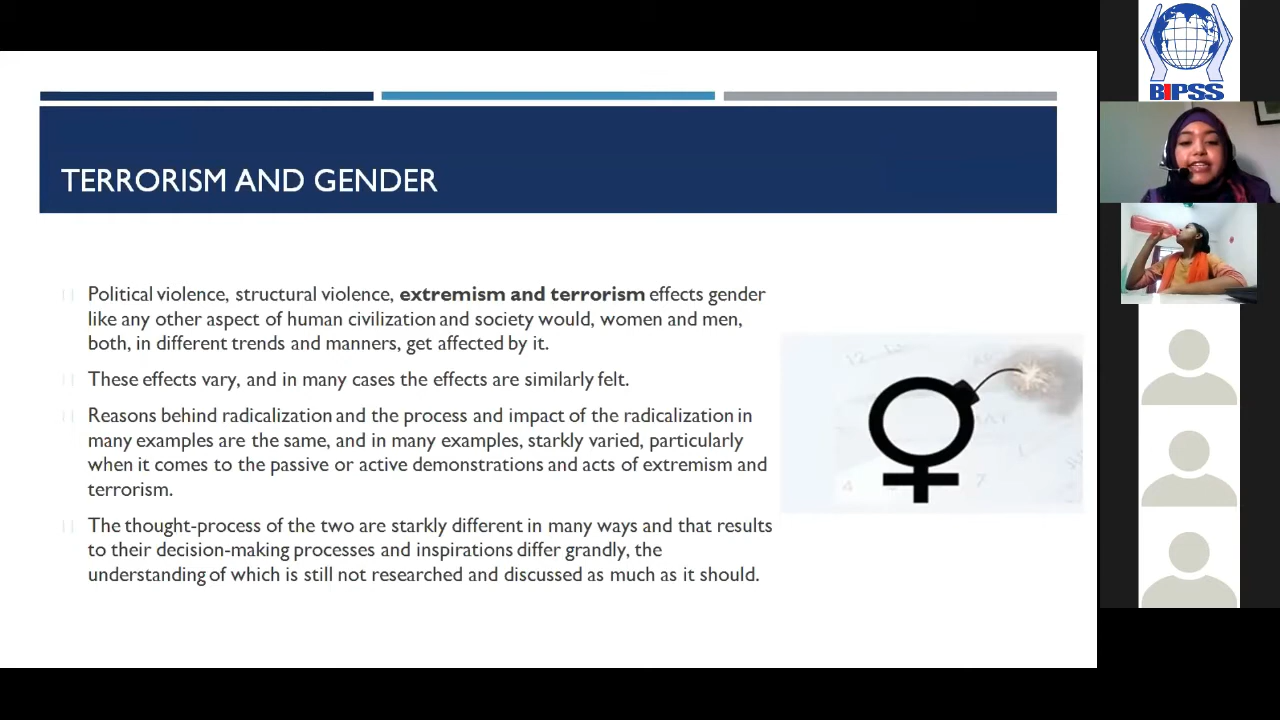 TERRORISM AND GENDER
Political violence, structural violence, extremism and terrorism effects gender
like any other aspect of human civilization and society would, women and men,
both, in different trends and manners, get affected by it.
These effects vary, and in many cases the effects are similarly felt.
Reasons behind radicalization and the process and impact of the radicalization in
many examples are the same, and in many examples, starkly varied, particularly
when it comes to the passive or active demonstrations and acts of extremism and
terrorism.
The thought-process of the two are starkly different in many ways and that results
to their decision-making processes and inspirations differ grandly, the
understanding of which is still not researched and discussed as much as it should.
4
7
BIPSS